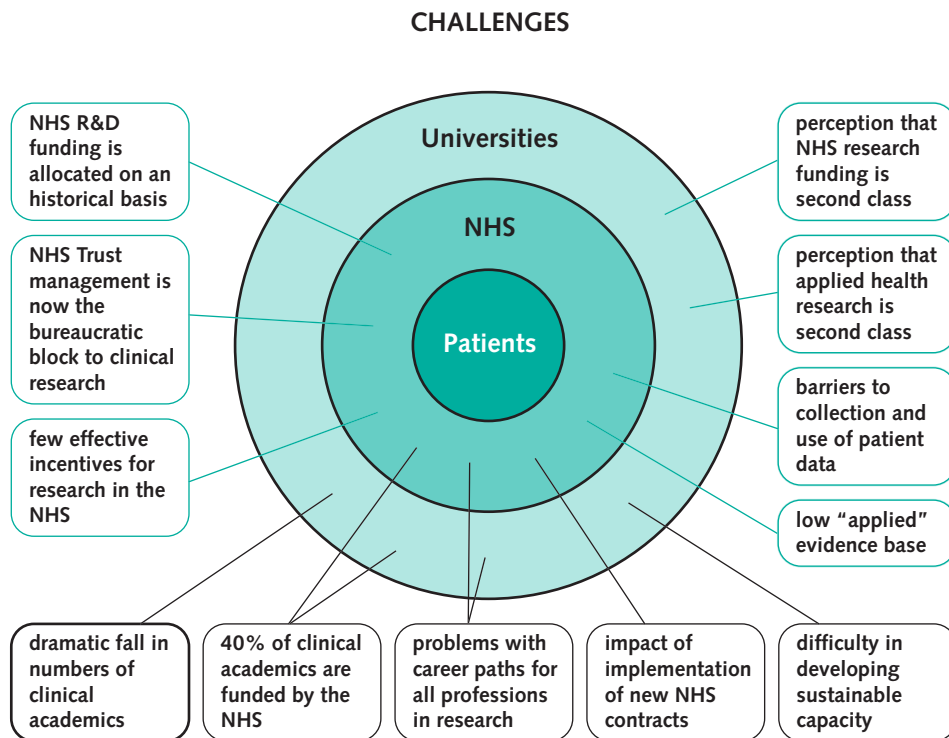 CHALLENGES
Universities
NHS
Patients
NHS R&D
funding is
allocated on an
historical basis
NHS Trust
management is
now the
bureaucratic
block to clinical
research
few effective
incentives for
research in the
NHS
perception that
NHS research
funding is
second class
perception that
applied health
research is
second class
barriers to
collection and
use of patient
data
low “applied”
evidence base
dramatic fall in
numbers of
clinical
academics
40% of clinical
academics are
funded by the
NHS
problems with
career paths for
all professions
in research
impact of
implementation
of new NHS
contracts
difficulty in
developing
sustainable
capacity